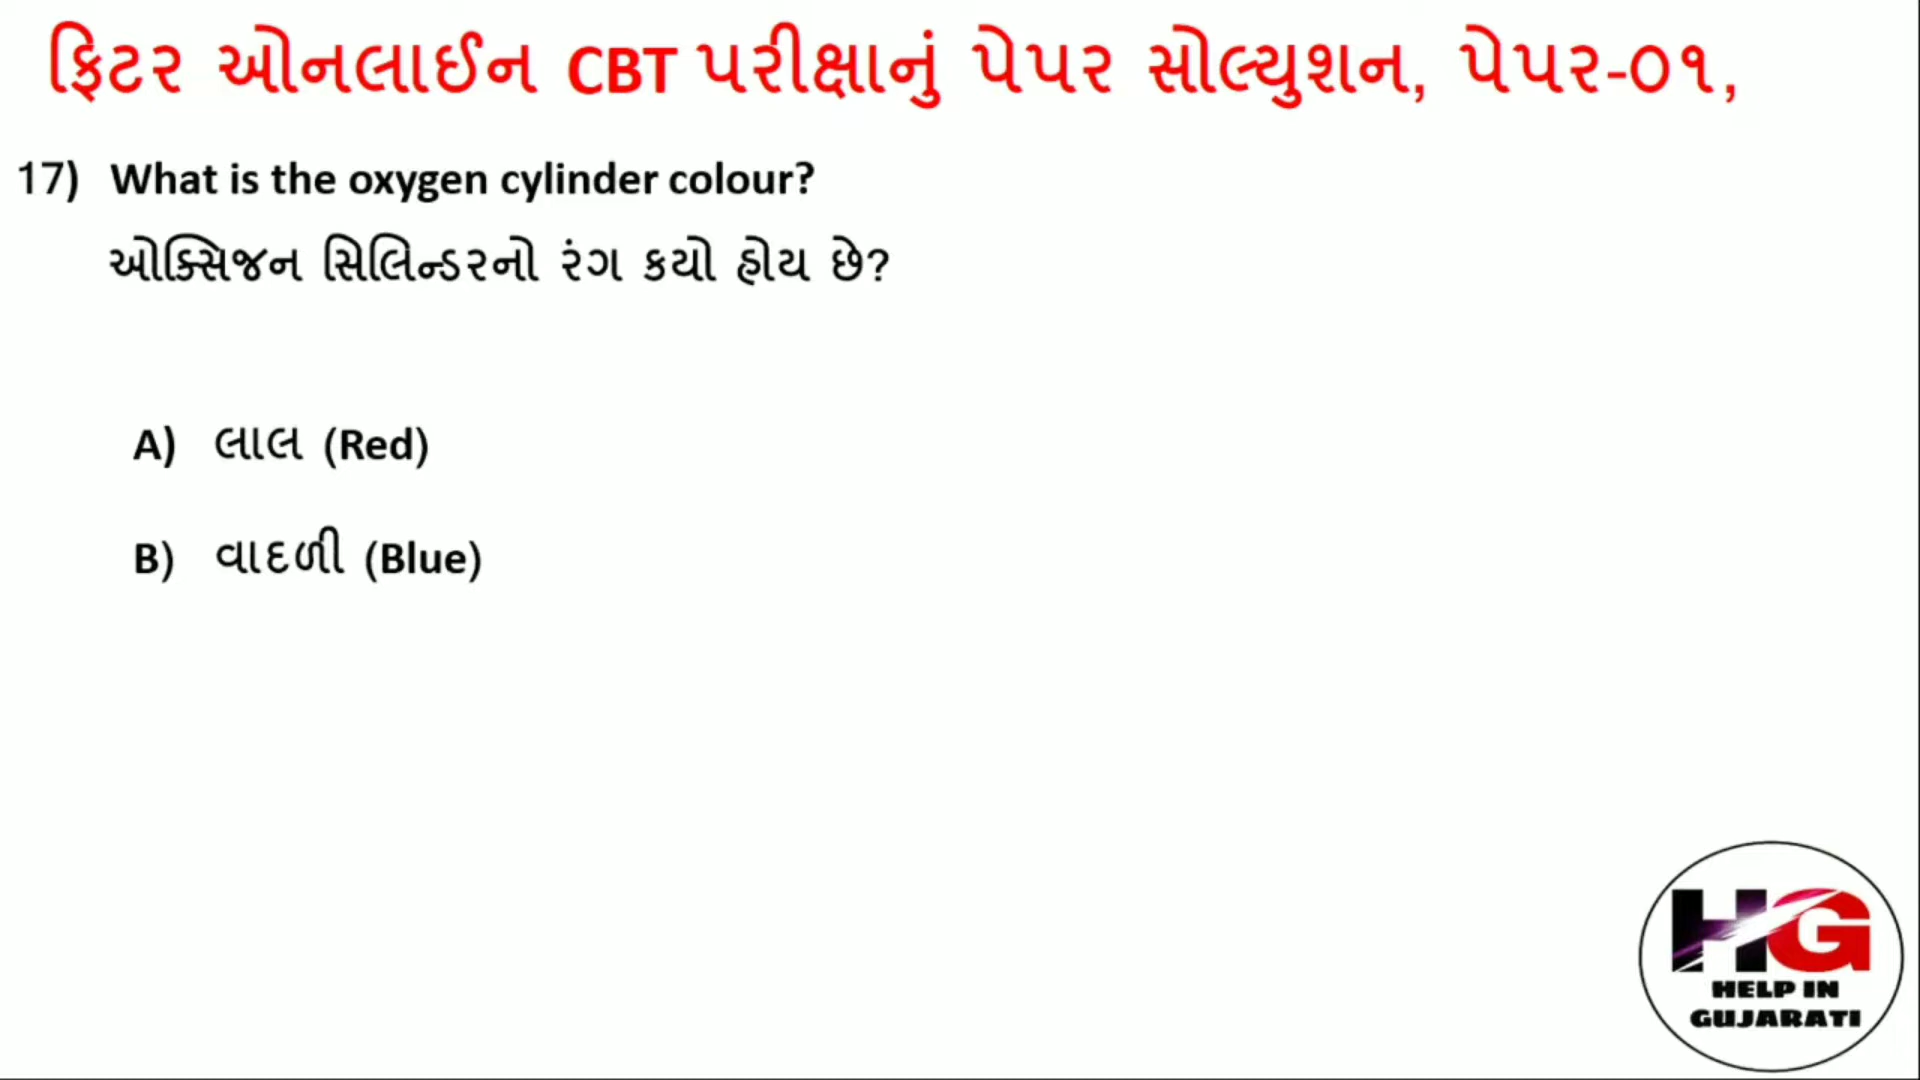 ફિટર ઓનલાઈન CBT પરીક્ષાનું પેપર સોલ્યુશન, પેપર-૦૧,
17) What is the oxygen cylinder colour?
ઓક્સિજન સિલિન્ડરનો રંગ કયો હોય છે?
A) લાલ (Red)
B) વાદળી (Blue)
HG
HELP IN
GUJARATI